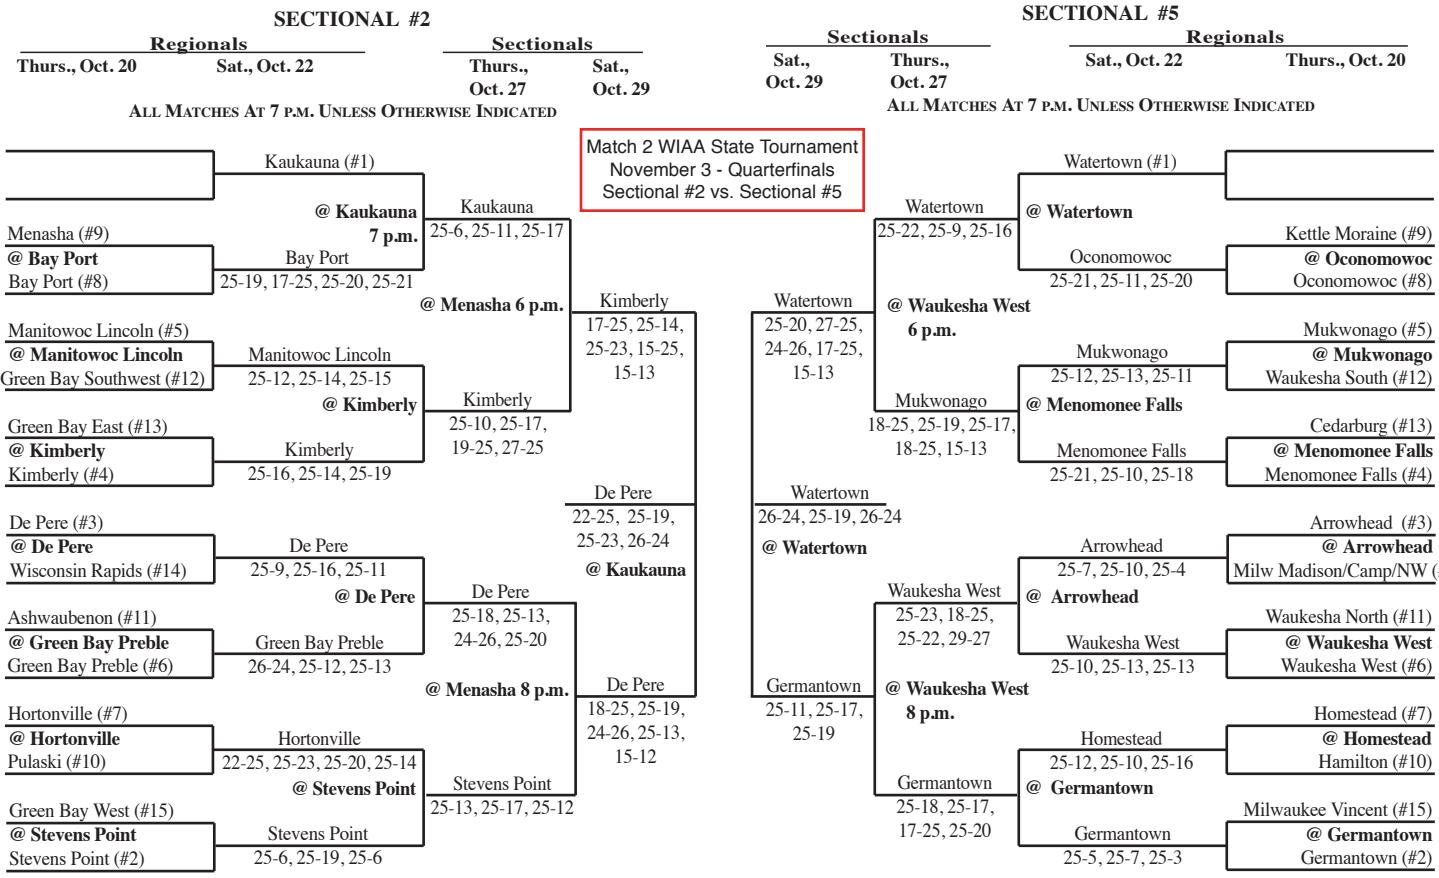 SECTIONAL #2
Regionals
Sectionals
Thurs., Oct. 20
Sat., Oct. 22
Thurs.,
Oct. 27
Sat.,
Oct. 29
ALL MATCHES AT 7 P.M. UNLESS OTHERWISE INDICATED
Kaukauna (#1)
@ Kaukauna
7 p.m.
Menasha (#9)
@ Bay Port
Bay Port (#8)
Bay Port
25-19, 17-25, 25-20, 25-21
Kaukauna
25-6, 25-11, 25-17
@ Menasha 6 p.m.
Manitowoc Lincoln (#5)
@ Manitowoc Lincoln
Green Bay Southwest (#12)
Manitowoc Lincoln
25-12, 25-14, 25-15
@ Kimberly
Green Bay East (#13)
@ Kimberly
Kimberly (#4)
Kimberly
25-16, 25-14, 25-19
Kimberly
25-10, 25-17,
19-25, 27-25
Kimberly
17-25, 25-14,
25-23, 15-25,
15-13
De Pere
22-25, 25-19,
25-23, 26-24
@ Kaukauna
De Pere (#3)
@ De Pere
Wisconsin Rapids (#14)
De Pere
25-9, 25-16, 25-11
@ De Pere
Ashwaubenon (#11)
@ Green Bay Preble
Green Bay Preble (#6)
Green Bay Preble
26-24, 25-12, 25-13
De Pere
25-18, 25-13,
24-26, 25-20
@ Menasha 8 p.m.
De Pere
18-25, 25-19,
24-26, 25-13,
15-12
Hortonville (#7)
@ Hortonville
Pulaski (#10)
Hortonville
22-25, 25-23, 25-20, 25-14
@ Stevens Point
Green Bay West (#15)
@ Stevens Point
Stevens Point (#2)
Stevens Point
25-6, 25-19, 25-6
Stevens Point
25-13, 25-17, 25-12
Match 2 WIAA State Tournament
November 3 - Quarterfinals
Sectional #2 vs. Sectional #5
SECTIONAL #5
Sectionals
Regionals
Sat.,
Oct. 29
Thurs.,
Oct. 27
Sat., Oct. 22
Thurs., Oct. 20
ALL MATCHES AT 7 P.M. UNLESS OTHERWISE INDICATED
Watertown (#1)
@ Watertown
Watertown
25-22, 25-9, 25-16
Kettle Moraine (#9)
@ Oconomowoc
Oconomowoc (#8)
Oconomowoc
25-21, 25-11, 25-20
@ Waukesha West
6 p.m.
Watertown
25-20, 27-25,
24-26, 17-25,
15-13
Mukwonago (#5)
@ Mukwonago
Waukesha South (#12)
Mukwonago
25-12, 25-13, 25-11
@ Menomonee Falls
Mukwonago
18-25, 25-19, 25-17,
18-25, 15-13
Cedarburg (#13)
@ Menomonee Falls
Menomonee Falls (#4)
Menomonee Falls
25-21, 25-10, 25-18
Watertown
26-24, 25-19, 26-24
@ Watertown
Arrowhead (#3)
@ Arrowhead
Milw Madison/Camp/NW (
Arrowhead
25-7, 25-10, 25-4
@ Arrowhead
Waukesha West
25-23, 18-25,
25-22, 29-27
Waukesha North (#11)
@ Waukesha West
Waukesha West (#6)
Waukesha West
25-10, 25-13, 25-13
@ Waukesha West
8 p.m.
Germantown
25-11, 25-17,
25-19
Homestead (#7)
@ Homestead
Hamilton (#10)
Homestead
25-12, 25-10, 25-16
@ Germantown
Germantown
25-18, 25-17,
17-25, 25-20
Milwaukee Vincent (#15)
@ Germantown
Germantown (#2)
Germantown
25-5, 25-7, 25-3